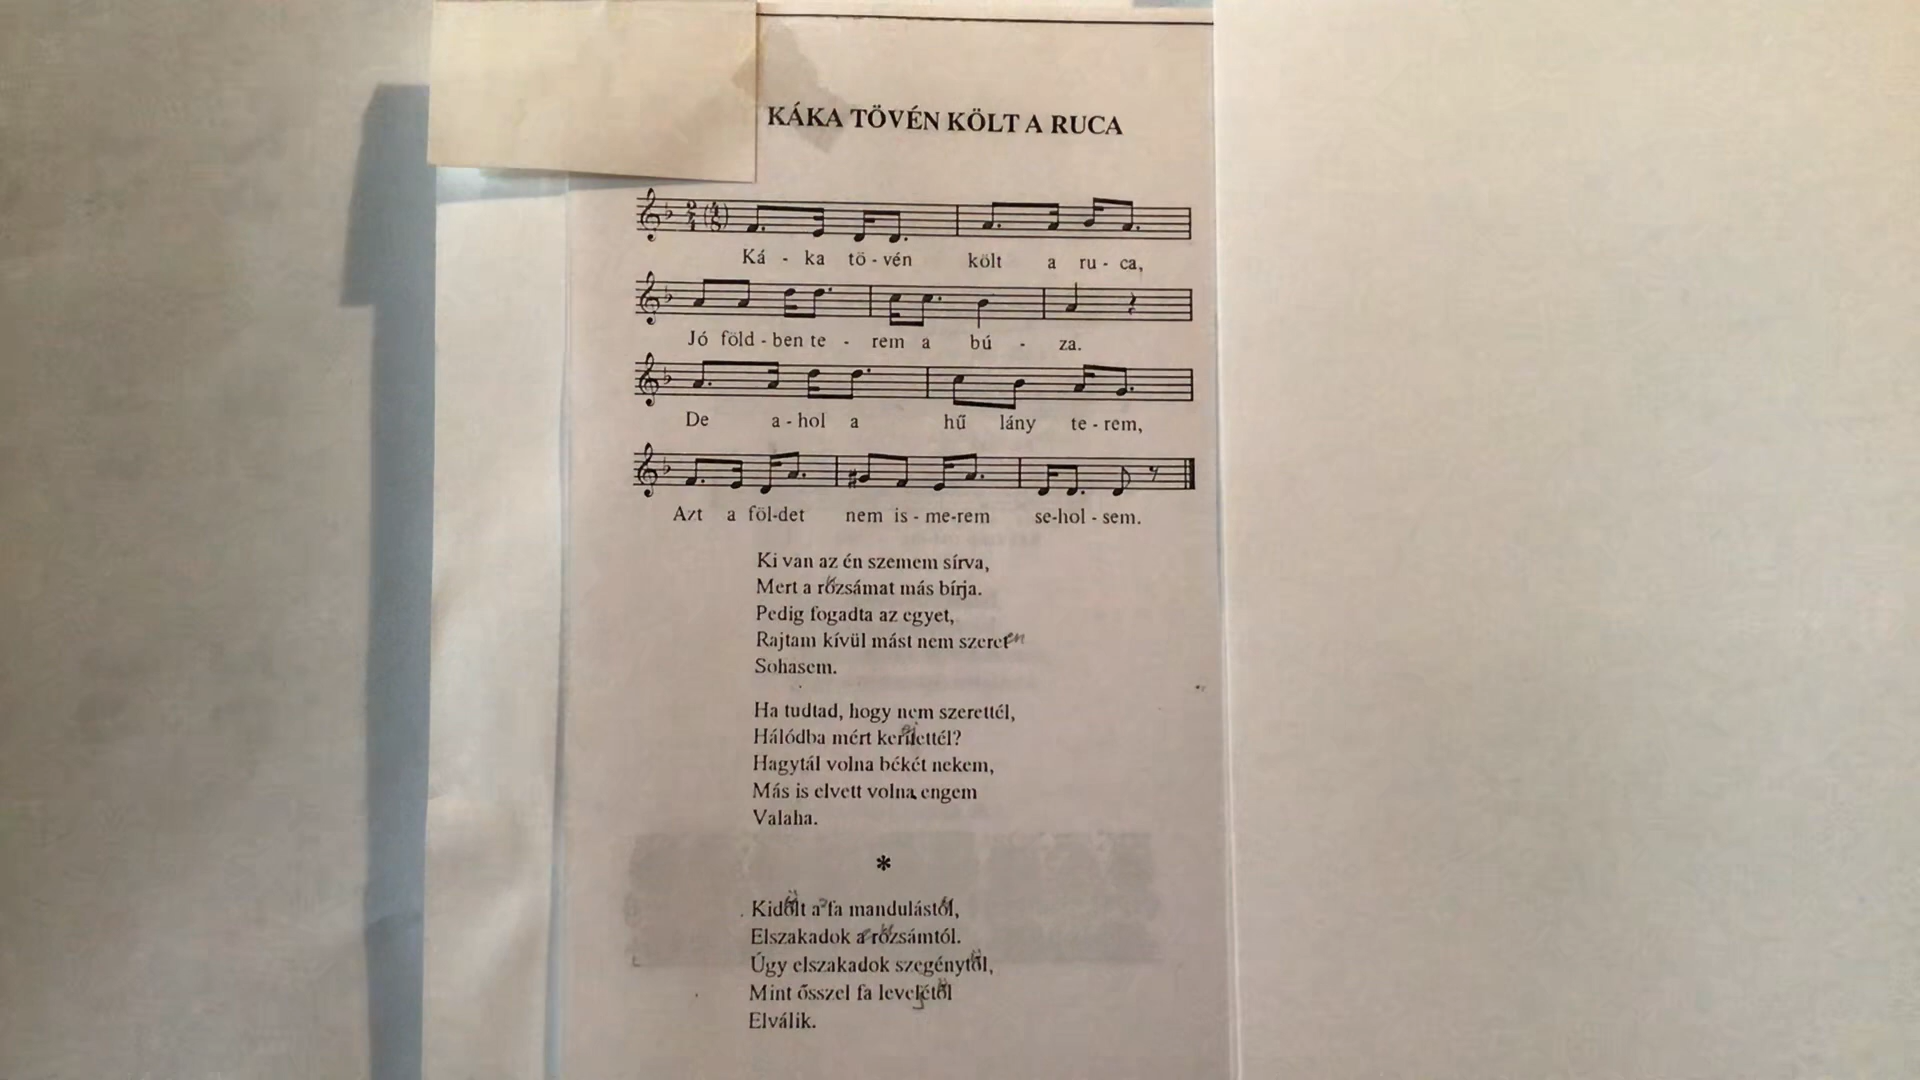 KÁKA TÖVÉN KÖLT A RUCA
Ká - ka tö - vén költ a ru - ca,
Jó föld - ben te - rem a bú - za.
De a - hol a hű lány te - rem,
Azt a föl-det nem is - me-rem se-hol - sem.
Ki van az én szemem sírva,
Mert a rózsámat más bírja.
Pedig fogadta az egyet,
Rajtam kívül mást nem szeret
Sohasem.
Ha tudtad, hogy nem szerettél,
Hálódba mért kerítettél?
Hagytál volna békét nekem,
Más is elvett volna engem
Valaha.
*
Kidőlt a fa mandulástól,
Elszakadok a rózsámtól.
Úgy elszakadok szegénytől,
Mint ősszel fa levelétől
Elválik.